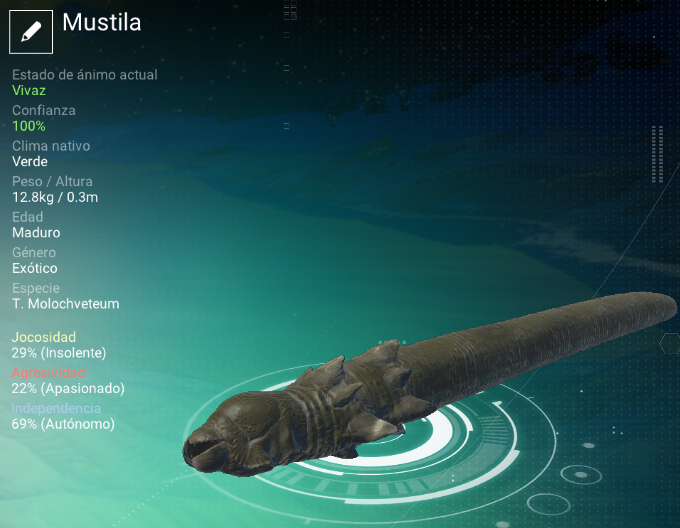 Mustila
Estado de ánimo actual
Vivaz
Confianza
100%
Clima nativo
Verde
Peso / Altura
12.8kg / 0.3m
Edad
Maduro
Género
Exótico
Especie
T. Molochveteum
Jocosidad
29% (Insolente)
Agresividad
22% (Apasionado)
Independencia
69% (Autónomo)